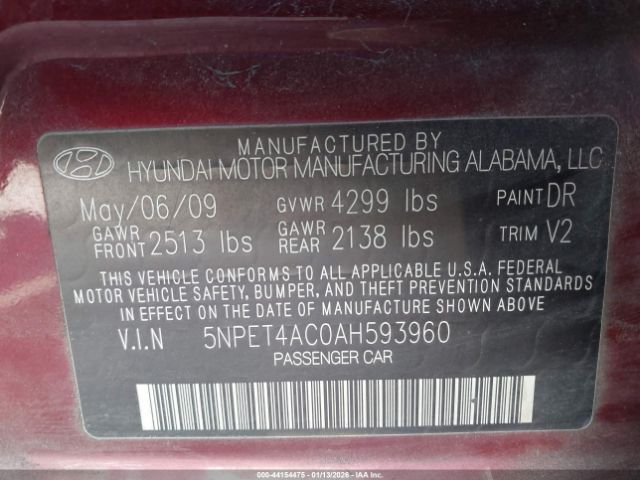 MANUFACTURED BY
HYUNDAI MOTOR MANUFACTURING ALABAMA, LLC
May/06/09 GVWR 4299 lbs PAINT DR
GAWR FRONT 2513 lbs GAWR REAR 2138 lbs TRIM V2
THIS VEHICLE CONFORMS TO ALL APPLICABLE U.S.A. FEDERAL
MOTOR VEHICLE SAFETY, BUMPER, AND THEFT PREVENTION STANDARDS
IN EFFECT ON THE DATE OF MANUFACTURE SHOWN ABOVE.
V.I.N 5NPET4AC0AH593960
PASSENGER CAR
000-44154475 - 01/13/2026 - ©IAA Inc.